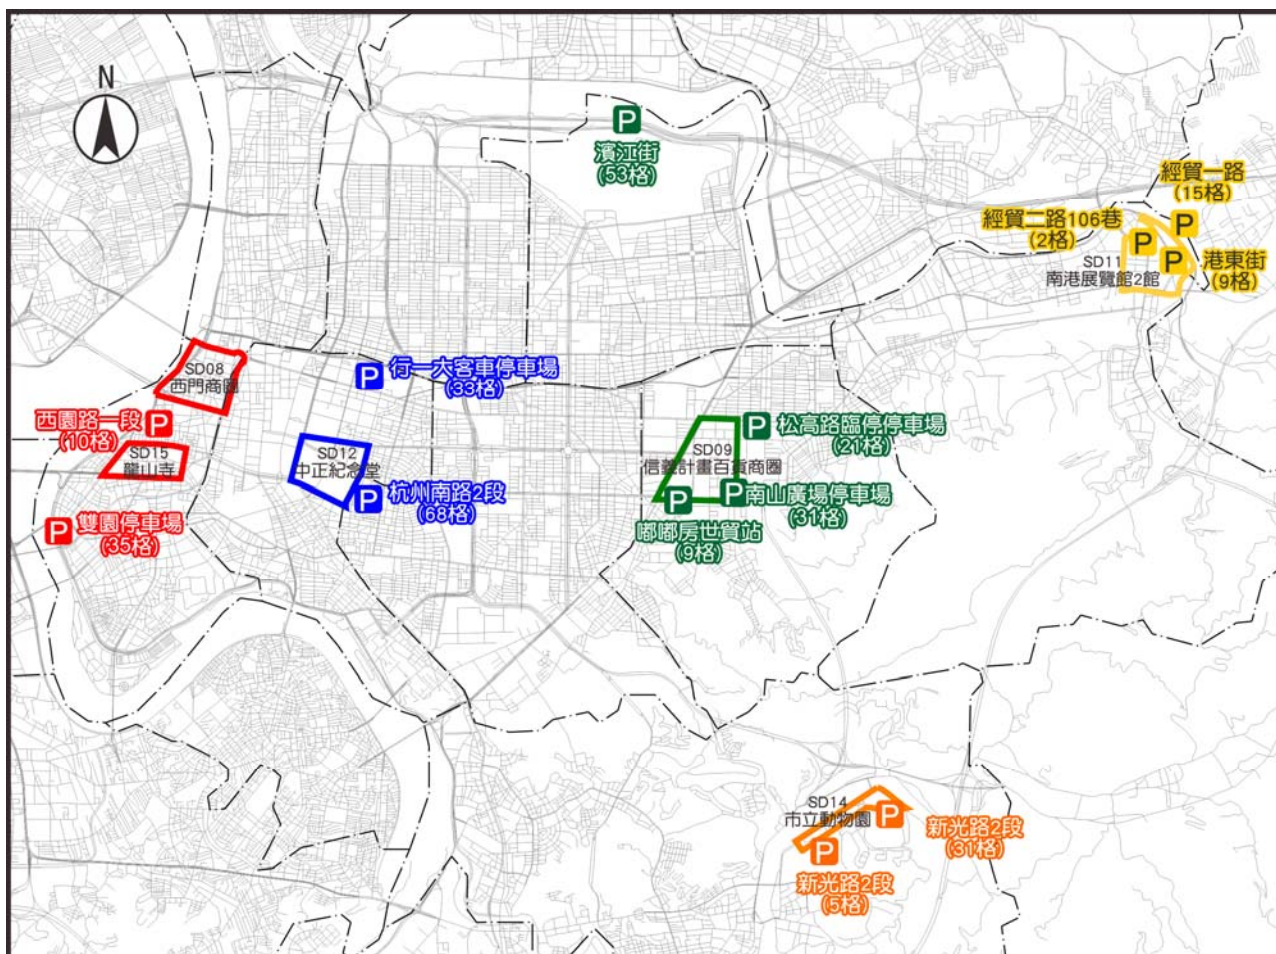 N
P
濱江街
(53格)
經貿一路
(15格)
經貿二路106巷
(2格)
P
P
P
港東街
(9格)
SD11
南港展覽館2館
SD08
西門商圈
P
行一大客車停車場
(33格)
西園路一段
(10格)
P
SD15
龍山寺
SD12
中正紀念堂
P
松高路臨停停車場
(21格)
SD09
信義計畫百貨商圈
P
杭州南路2段
(68格)
P
P
南山廣場停車場
(31格)
P
雙園停車場
(35格)
嘟嘟房世貿站
(9格)
SD14
市立動物園
P
新光路2段
(31格)
P
新光路2段
(5格)